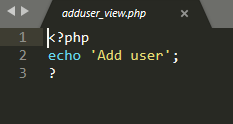 adduser_view.php ×
1 <?php
2 echo 'Add user';
3 ?